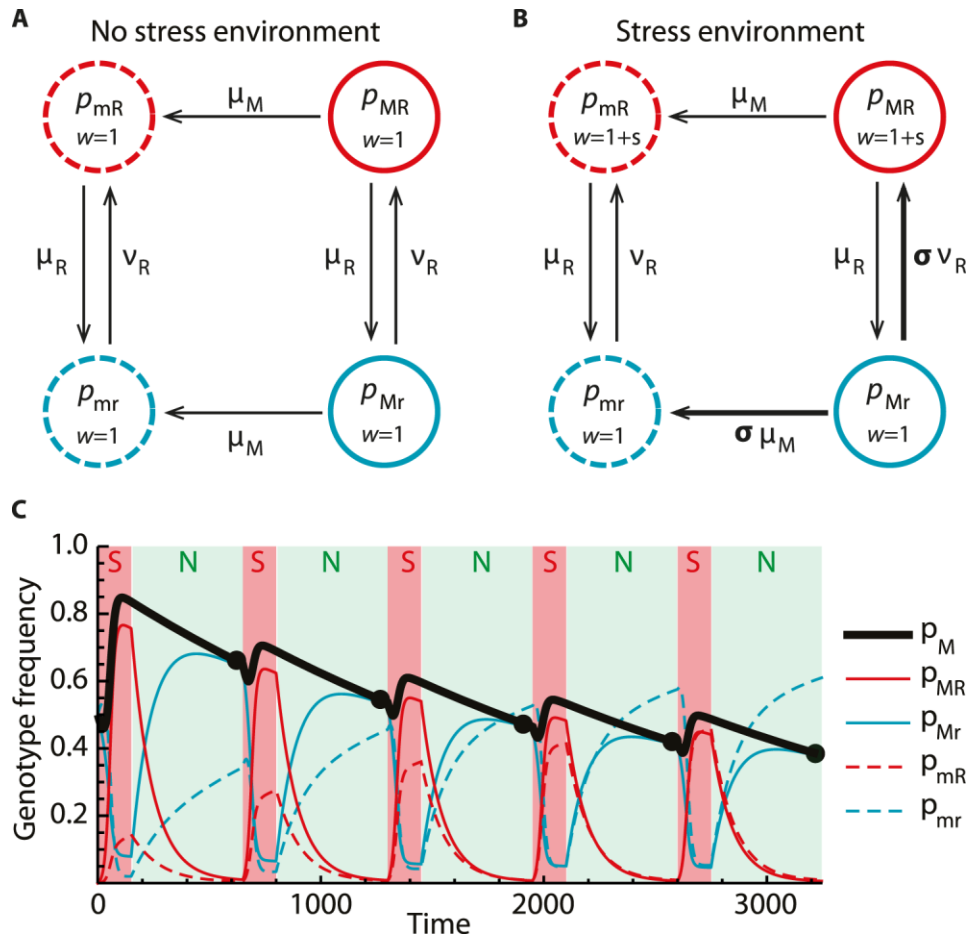 A
No stress environment
p_mR
w=1
μ_M
p_MR
w=1
μ_R
ν_R
μ_R
ν_R
p_mr
w=1
μ_M
p_Mr
w=1
B
Stress environment
p_mR
w=1+s
μ_M
p_MR
w=1+s
μ_R
ν_R
μ_R
σ ν_R
p_mr
w=1
σ μ_M
p_Mr
w=1
C
Genotype frequency
1.0
0.8
0.6
0.4
0.2
S N S N S N S N S N
0 1000 2000 3000
Time
p_M
p_MR
p_Mr
p_mR
p_mr